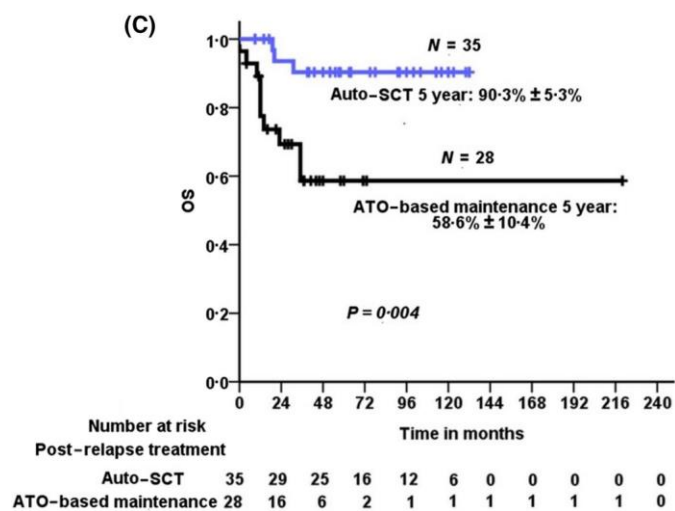 (C)
1·0
N = 35
Auto-SCT 5 year: 90·3% ± 5·3%
0·8
N = 28
0·6
ATO-based maintenance 5 year:
58·6% ± 10·4%
OS
0·4
0·2
P = 0·004
0·0
0 24 48 72 96 120 144 168 192 216 240
Number at risk
Time in months
Post-relapse treatment
Auto-SCT 35 29 25 16 12 6 0 0 0 0 0
ATO-based maintenance 28 16 6 2 1 1 1 1 1 1 0